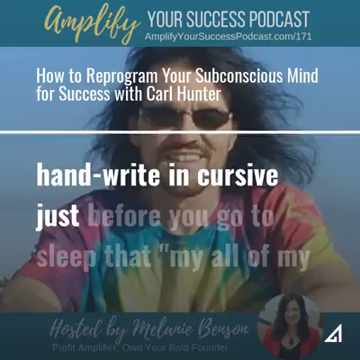 Amplify YOUR SUCCESS PODCAST
AmplifyYourSuccessPodcast.com/171
How to Reprogram Your Subconscious Mind
for Success with Carl Hunter
hand-write in cursive
just before you go to
sleep that "my all of my
Hosted by Melanie Benson
Profit Amplifier, Own Your Bold Founder